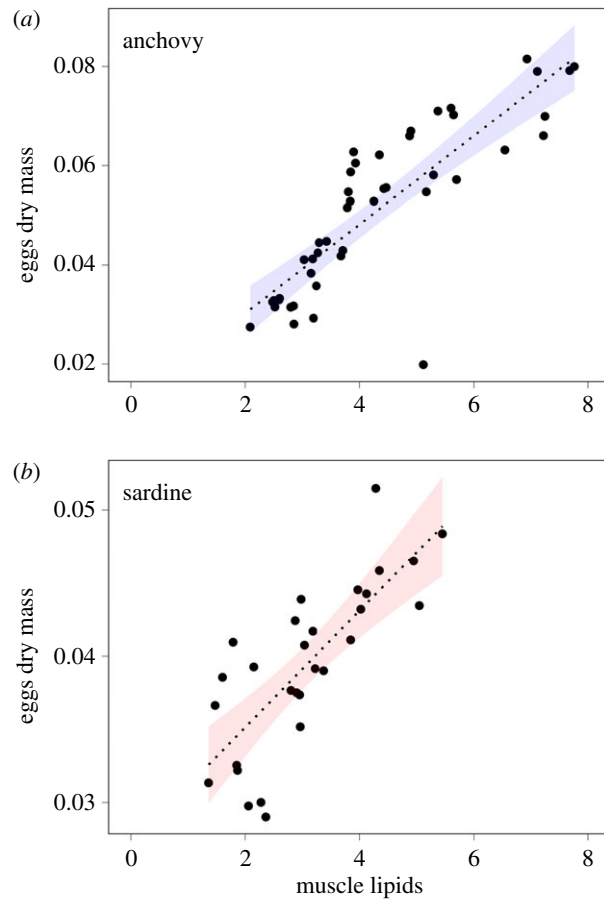 (a)
anchovy
0.08
0.06
0.04
0.02
eggs dry mass
0 2 4 6 8
(b)
sardine
0.05
0.04
0.03
eggs dry mass
0 2 4 6 8
muscle lipids